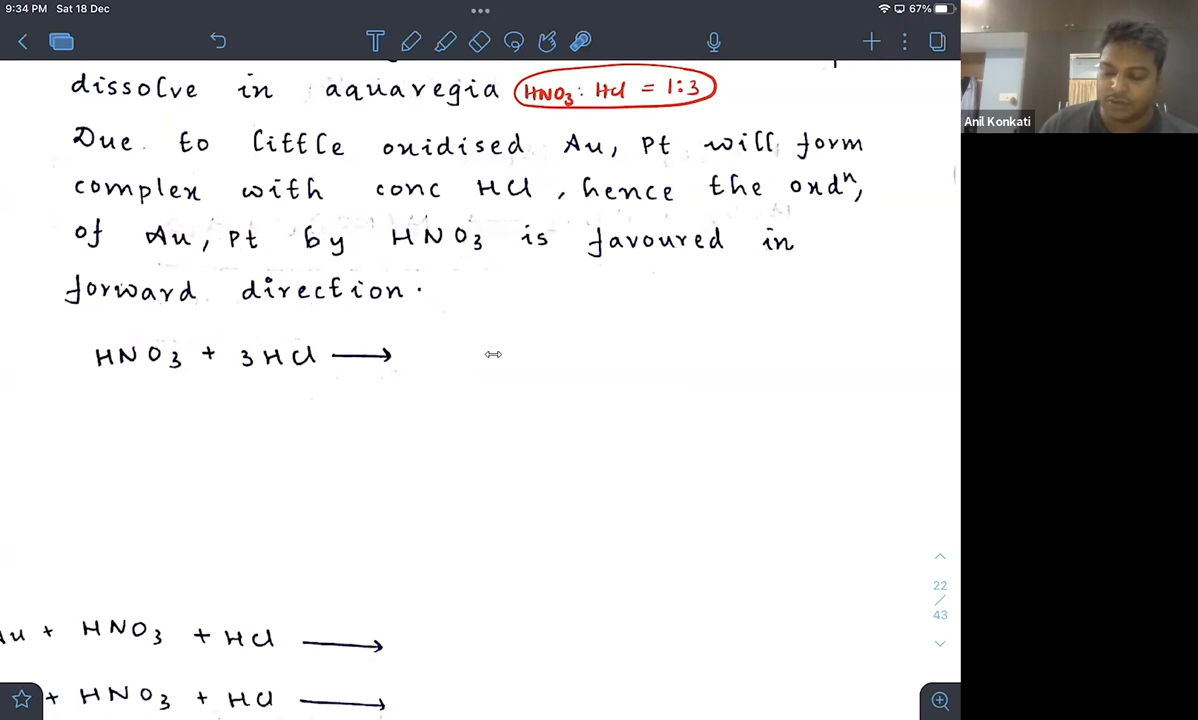 9:34 PM Sat 18 Dec
67%
Anil Konkati
dissolve in aquaregia (HNO₃ : HCl = 1:3)
Due to little oxidised Au, Pt will form
complex with conc HCl, hence the oxdⁿ,
of Au, Pt by HNO₃ is favoured in
forward direction.
HNO₃ + 3HCl ⟶
22
/
43
Au + HNO₃ + HCl ⟶
+ HNO₃ + HCl ⟶